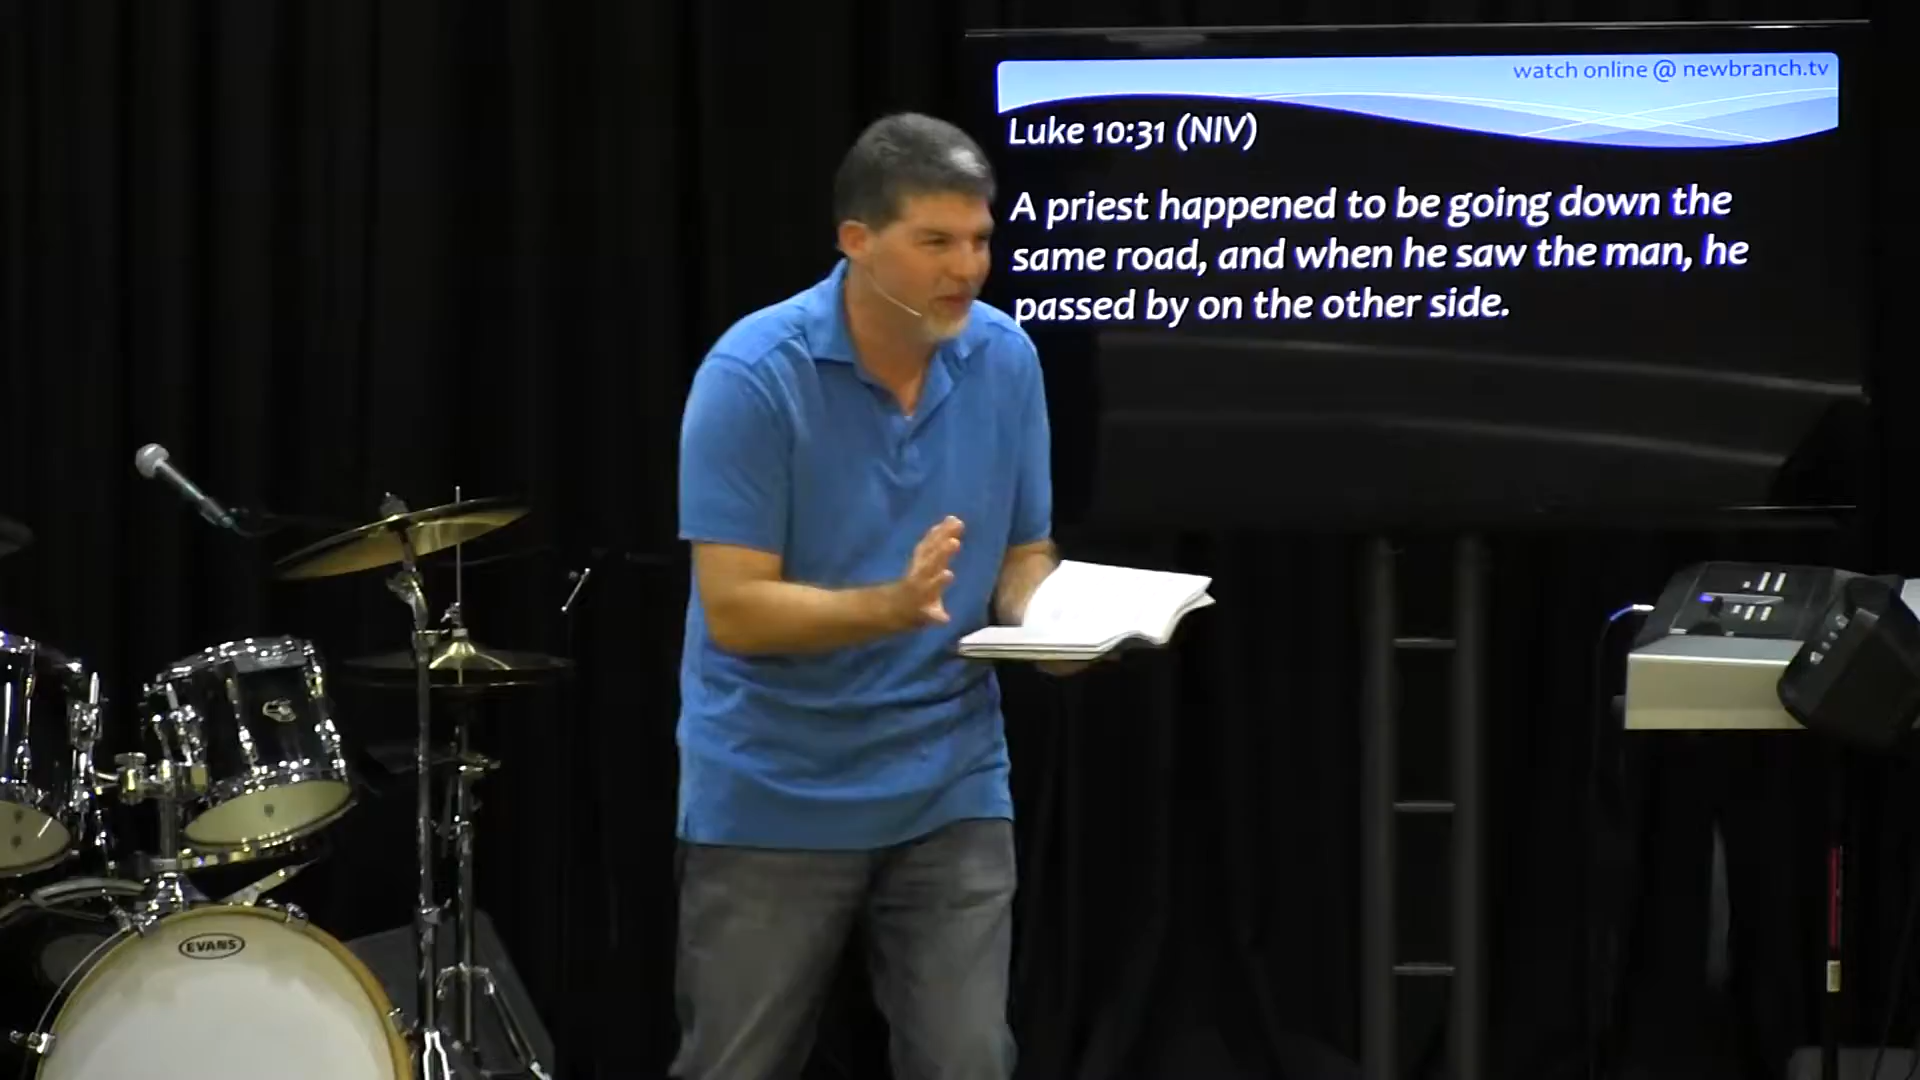 watch online @ newbranch.tv
Luke 10:31 (NIV)
A priest happened to be going down the
same road, and when he saw the man, he
passed by on the other side.
EVANS